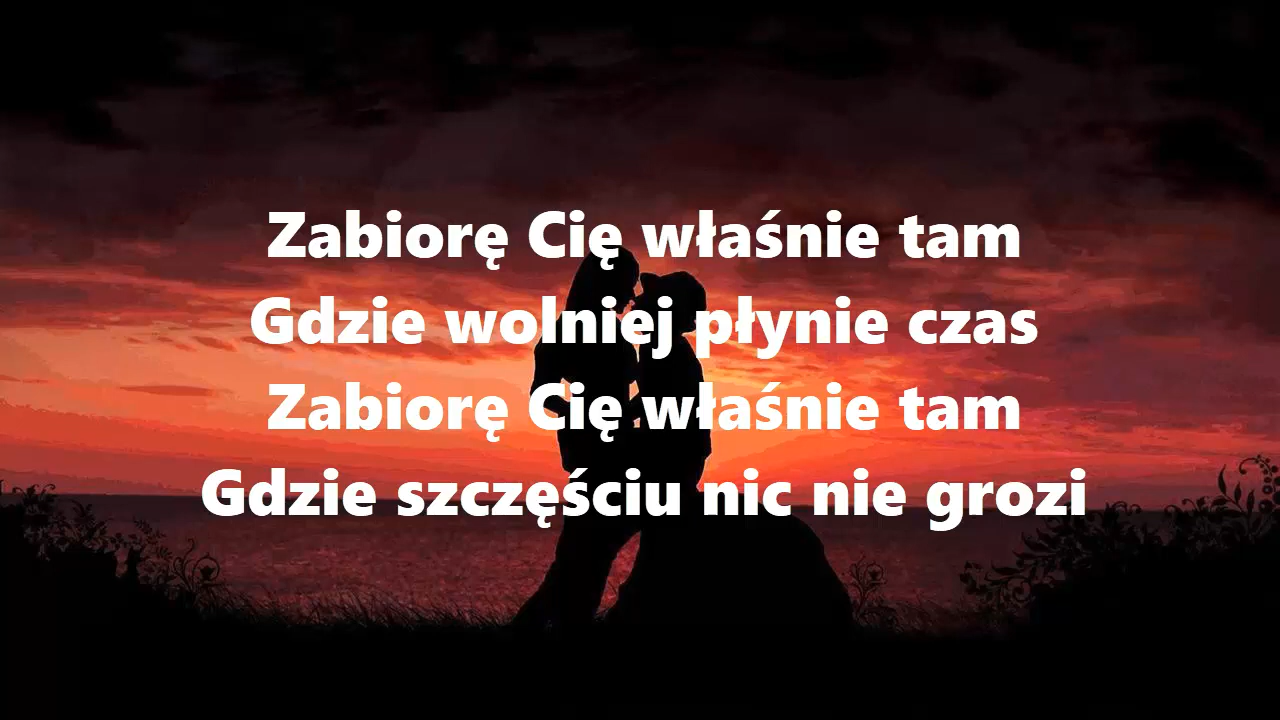 Zabiorę Cię właśnie tam
Gdzie wolniej płynie czas
Zabiorę Cię właśnie tam
Gdzie szczęściu nic nie grozi